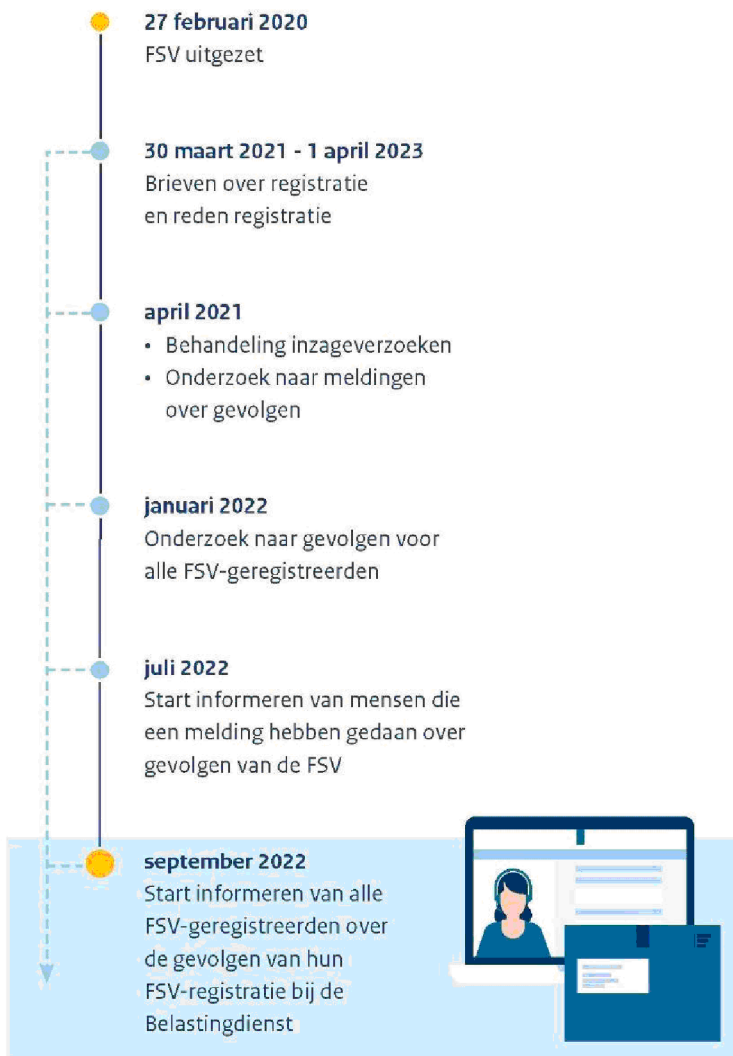 27 februari 2020
FSV uitgezet
30 maart 2021 - 1 april 2023
Brieven over registratie
en reden registratie
april 2021
• Behandeling inzageverzoeken
• Onderzoek naar meldingen
over gevolgen
januari 2022
Onderzoek naar gevolgen voor
alle FSV-geregistreerden
juli 2022
Start informeren van mensen die
een melding hebben gedaan over
gevolgen van de FSV
september 2022
Start informeren van alle
FSV-geregistreerden over
de gevolgen van hun
FSV-registratie bij de
Belastingdienst